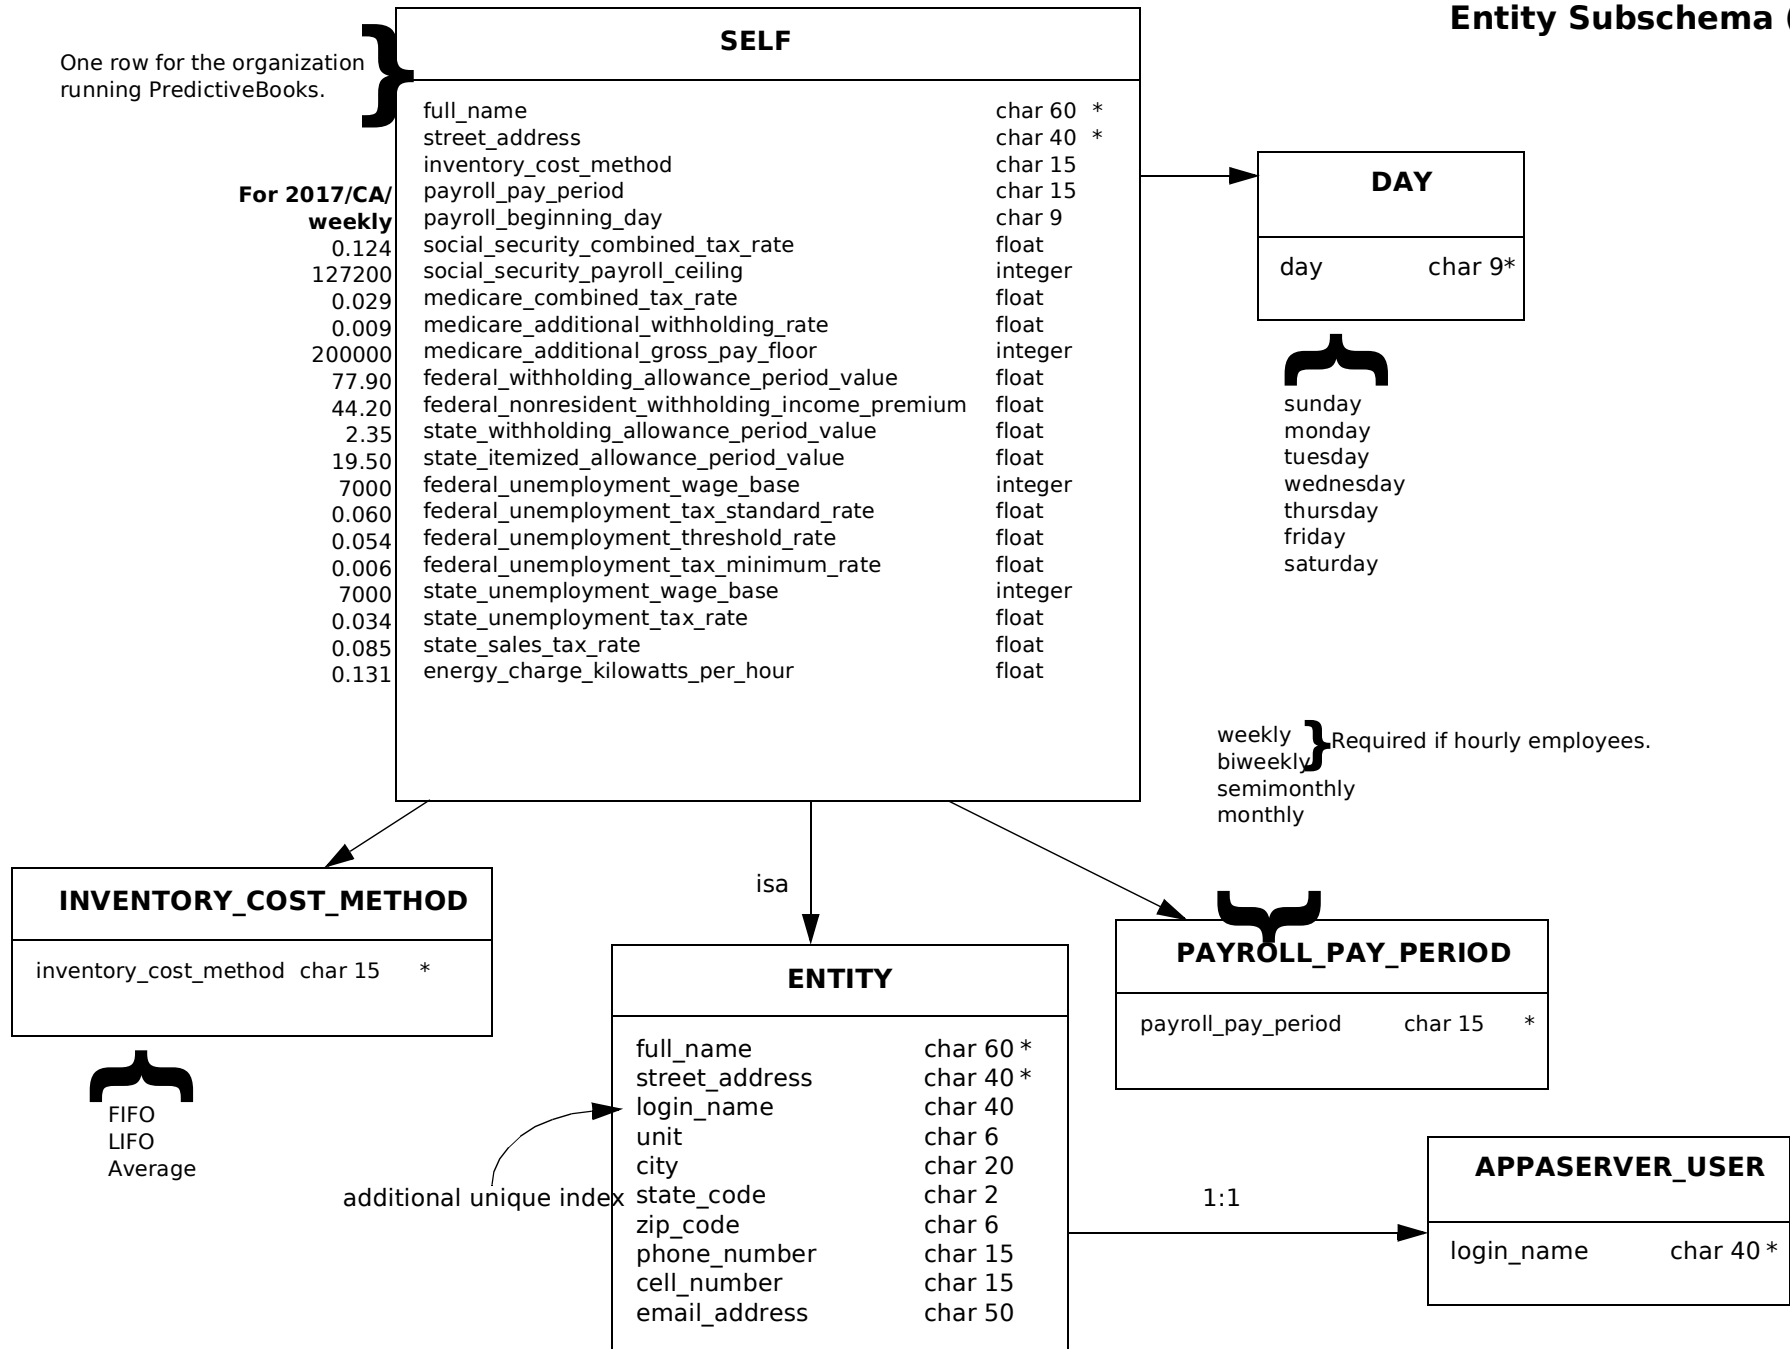 Entity Subschema (
SELF
One row for the organization
running PredictiveBooks.
full_name char 60 *
street_address char 40 *
inventory_cost_method char 15
For 2017/CA/ payroll_pay_period char 15
weekly payroll_beginning_day char 9
0.124 social_security_combined_tax_rate float
127200 social_security_payroll_ceiling integer
0.029 medicare_combined_tax_rate float
0.009 medicare_additional_withholding_rate float
200000 medicare_additional_gross_pay_floor integer
77.90 federal_withholding_allowance_period_value float
44.20 federal_nonresident_withholding_income_premium float
2.35 state_withholding_allowance_period_value float
19.50 state_itemized_allowance_period_value float
7000 federal_unemployment_wage_base integer
0.060 federal_unemployment_tax_standard_rate float
0.054 federal_unemployment_threshold_rate float
0.006 federal_unemployment_tax_minimum_rate float
7000 state_unemployment_wage_base integer
0.034 state_unemployment_tax_rate float
0.085 state_sales_tax_rate float
0.131 energy_charge_kilowatts_per_hour float
DAY
day char 9*
sunday
monday
tuesday
wednesday
thursday
friday
saturday
weekly
biweekly
Required if hourly employees.
semimonthly
monthly
INVENTORY_COST_METHOD
inventory_cost_method char 15 *
FIFO
LIFO
Average
isa
ENTITY
full_name char 60 *
street_address char 40 *
login_name char 40
unit char 6
city char 20
state_code char 2
zip_code char 6
phone_number char 15
cell_number char 15
email_address char 50
additional unique index
PAYROLL_PAY_PERIOD
payroll_pay_period char 15 *
1:1
APPASERVER_USER
login_name char 40 *